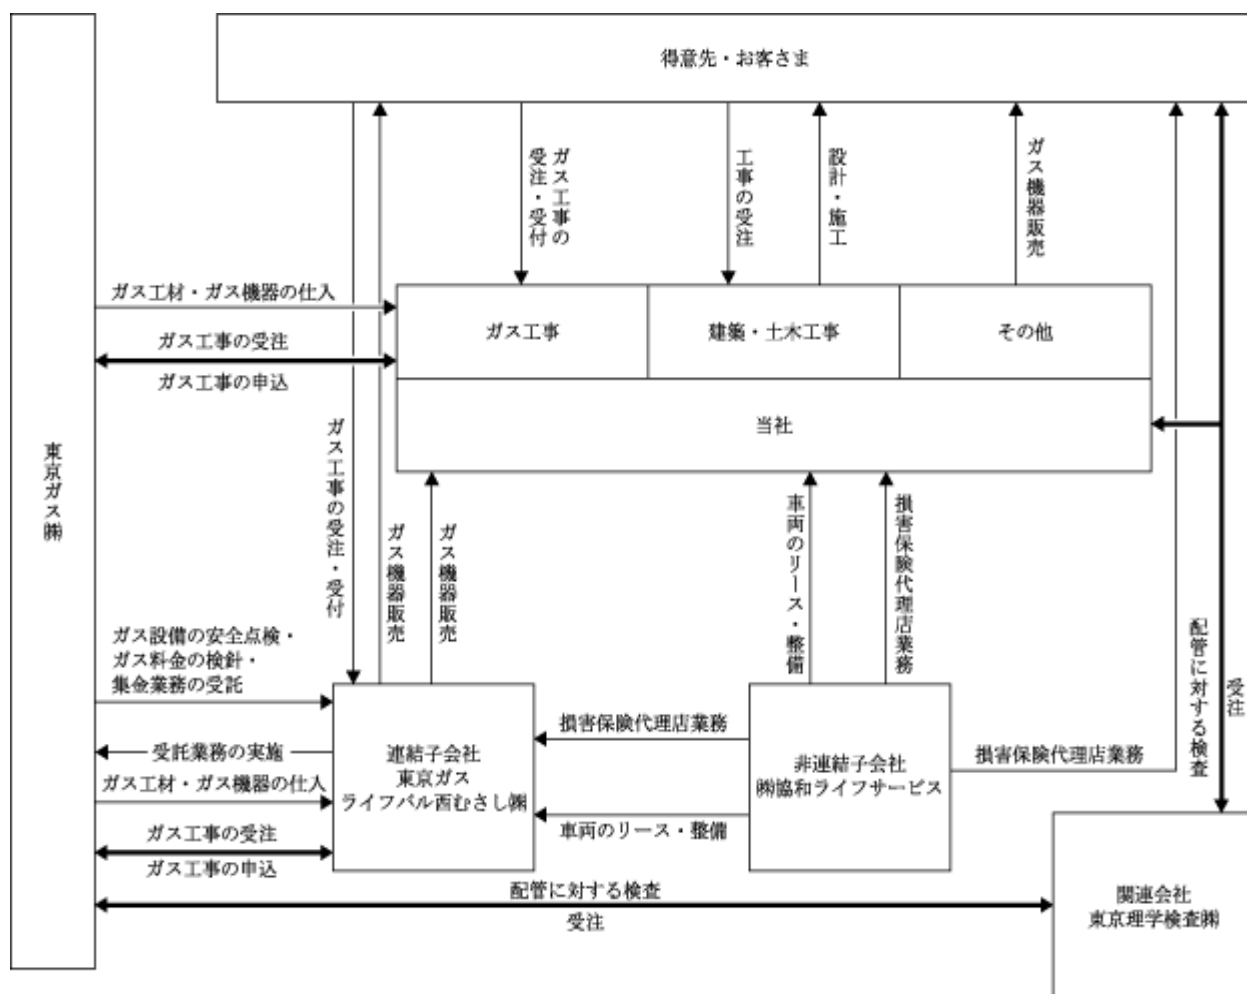 得意先・お客さま
ガス工事の
受注・受付
工事の受注
設計・施工
ガス機器販売
ガス工材・ガス機器の仕入
ガス工事の受注
ガス工事の申込
ガス工事
建築・土木工事
その他
当社
東京ガス㈱
ガス工事の受注・受付
ガス機器販売
ガス機器販売
車両のリース・整備
損害保険代理店業務
配管に対する検査
受注
ガス設備の安全点検・
ガス料金の検針・
集金業務の受託
受託業務の実施
ガス工材・ガス機器の仕入
ガス工事の受注
ガス工事の申込
連結子会社
東京ガス
ライフバル西むさし㈱
損害保険代理店業務
車両のリース・整備
非連結子会社
㈱協和ライフサービス
損害保険代理店業務
配管に対する検査
受注
関連会社
東京理学検査㈱